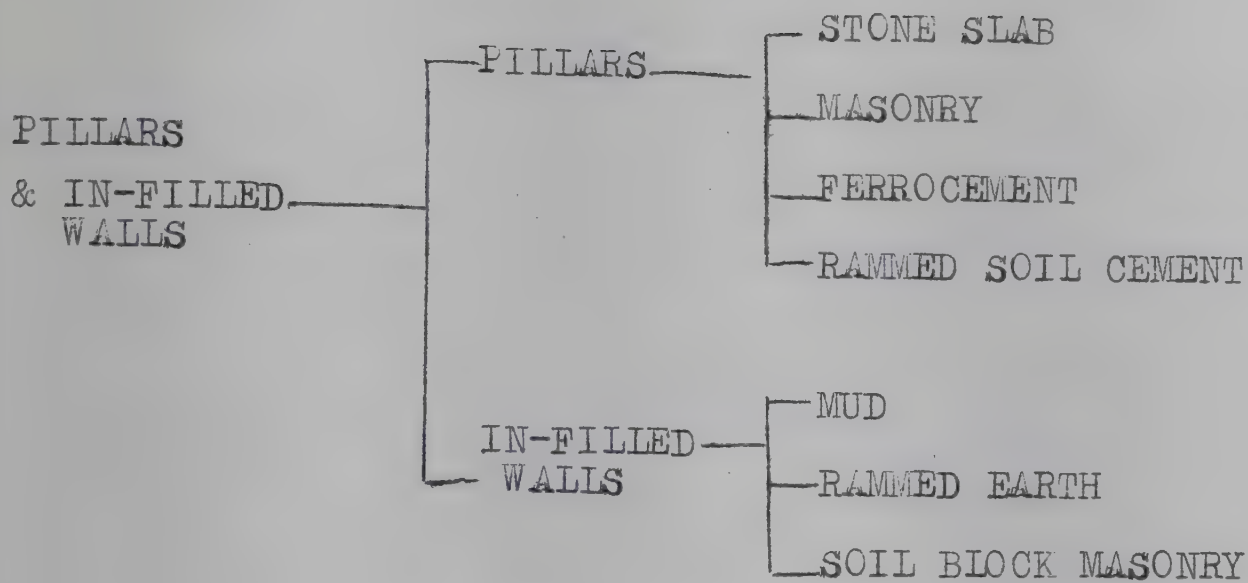 PILLARS
& IN-FILLED
WALLS
PILLARS
STONE SLAB
MASONRY
FERROCEMENT
RAMMED SOIL CEMENT
IN-FILLED
WALLS
MUD
RAMMED EARTH
SOIL BLOCK MASONRY